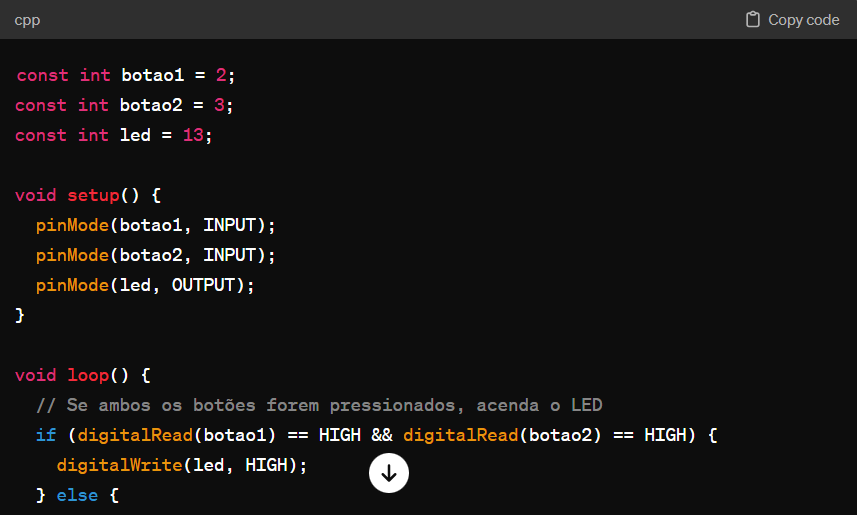 cpp
Copy code
const int botao1 = 2;
const int botao2 = 3;
const int led = 13;
void setup() {
  pinMode(botao1, INPUT);
  pinMode(botao2, INPUT);
  pinMode(led, OUTPUT);
}
void loop() {
  // Se ambos os botões forem pressionados, acenda o LED
  if (digitalRead(botao1) == HIGH && digitalRead(botao2) == HIGH) {
    digitalWrite(led, HIGH);
  } else {